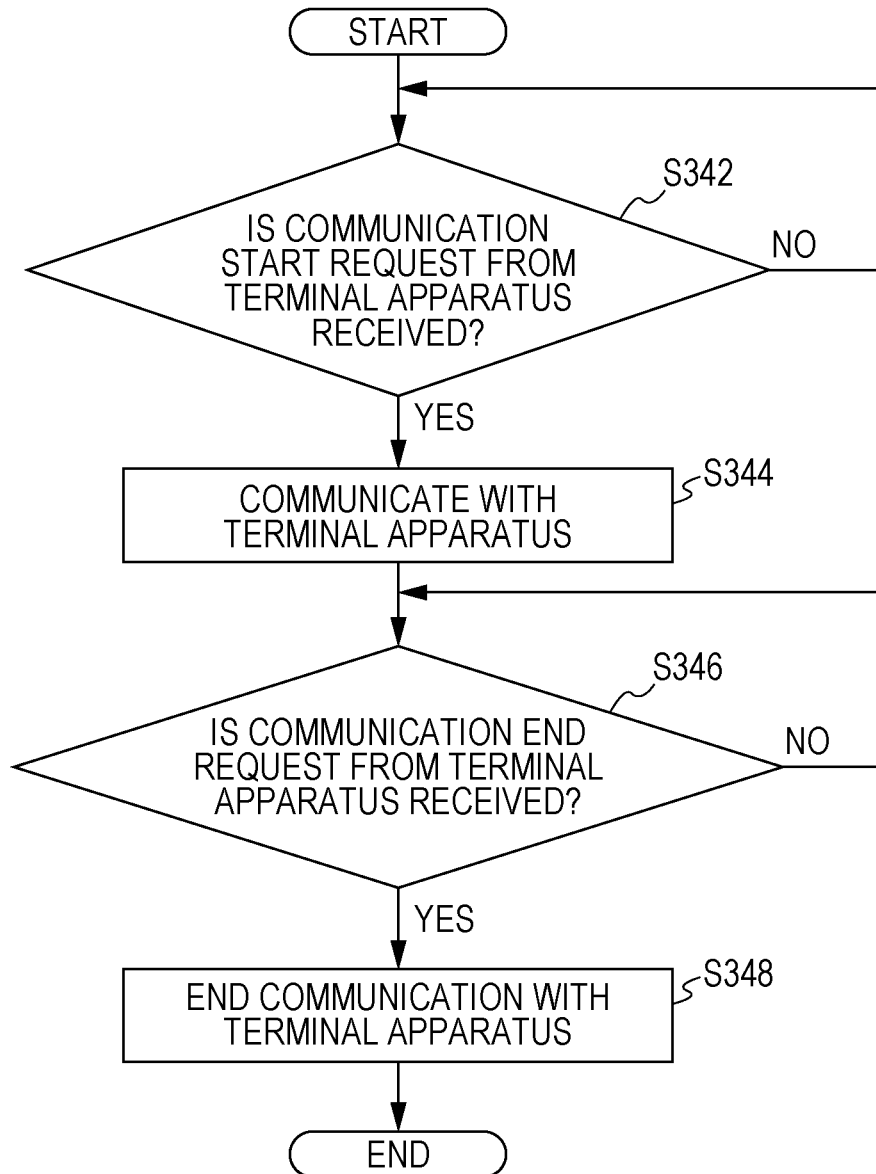 START
S342
IS COMMUNICATION
START REQUEST FROM
TERMINAL APPARATUS
RECEIVED?
NO
YES
S344
COMMUNICATE WITH
TERMINAL APPARATUS
S346
IS COMMUNICATION END
REQUEST FROM TERMINAL
APPARATUS RECEIVED?
NO
YES
S348
END COMMUNICATION WITH
TERMINAL APPARATUS
END